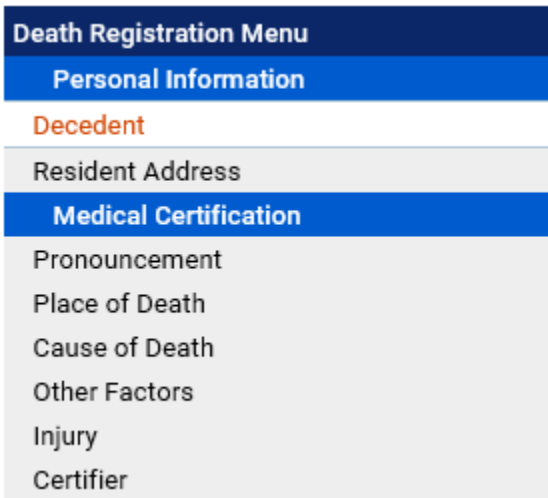 Death Registration Menu
Personal Information
Decedent
Resident Address
Medical Certification
Pronouncement
Place of Death
Cause of Death
Other Factors
Injury
Certifier